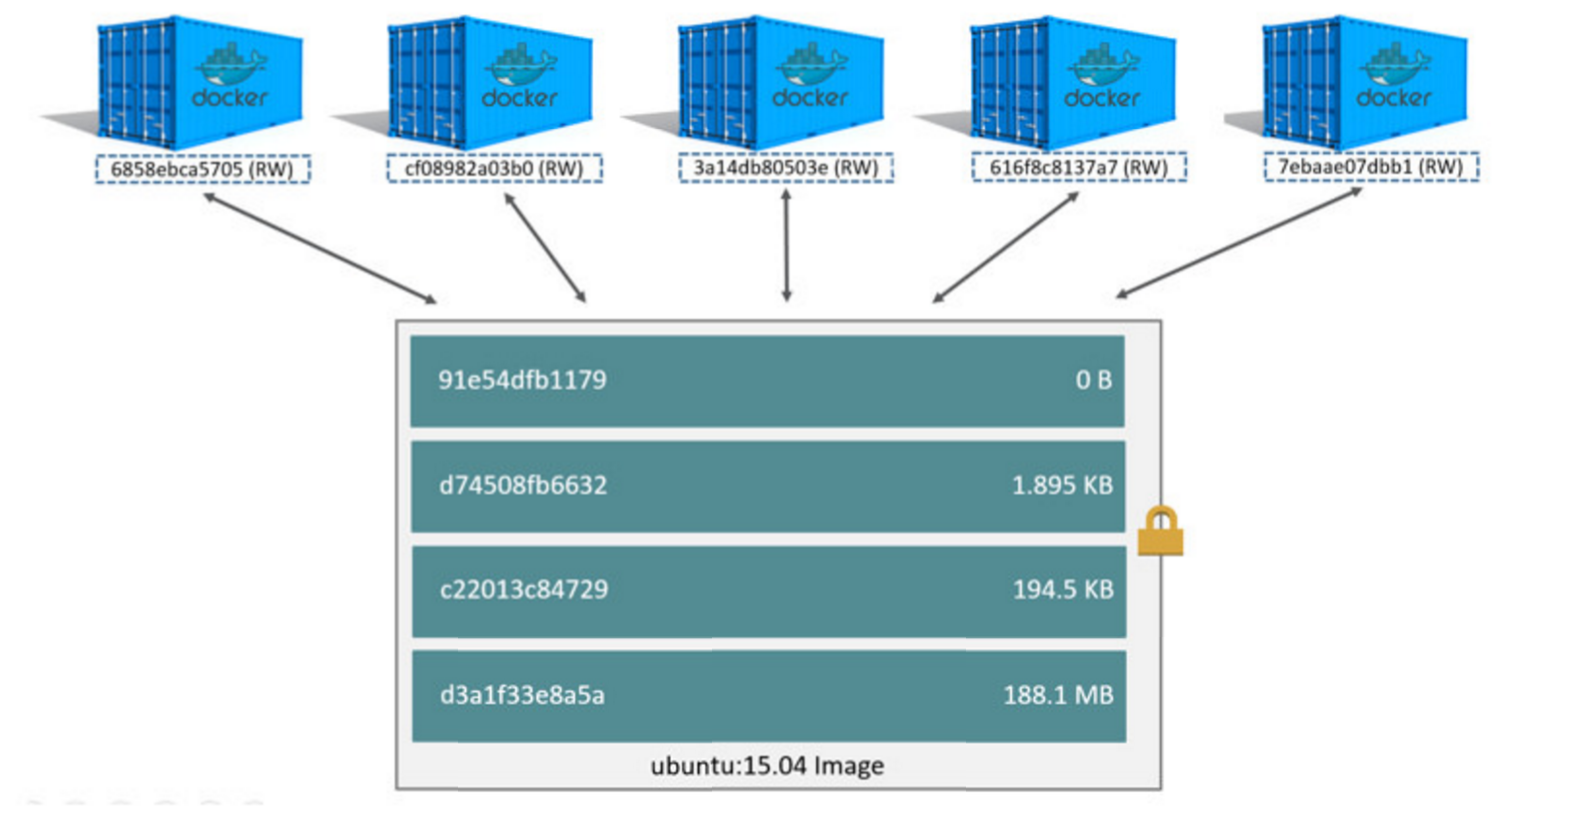 docker docker docker docker docker
6858ebca5705 (RW) cf08982a03b0 (RW) 3a14db80503e (RW) 616f8c8137a7 (RW) 7ebaae07dbb1 (RW)
91e54dfb1179 0 B
d74508fb6632 1.895 KB
c22013c84729 194.5 KB
d3a1f33e8a5a 188.1 MB
ubuntu:15.04 Image